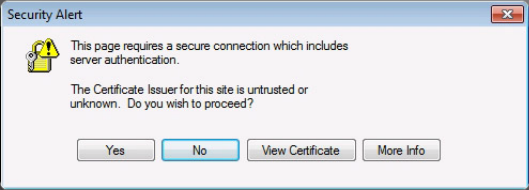 Security Alert
This page requires a secure connection which includes
server authentication.
The Certificate Issuer for this site is untrusted or
unknown. Do you wish to proceed?
Yes No View Certificate More Info